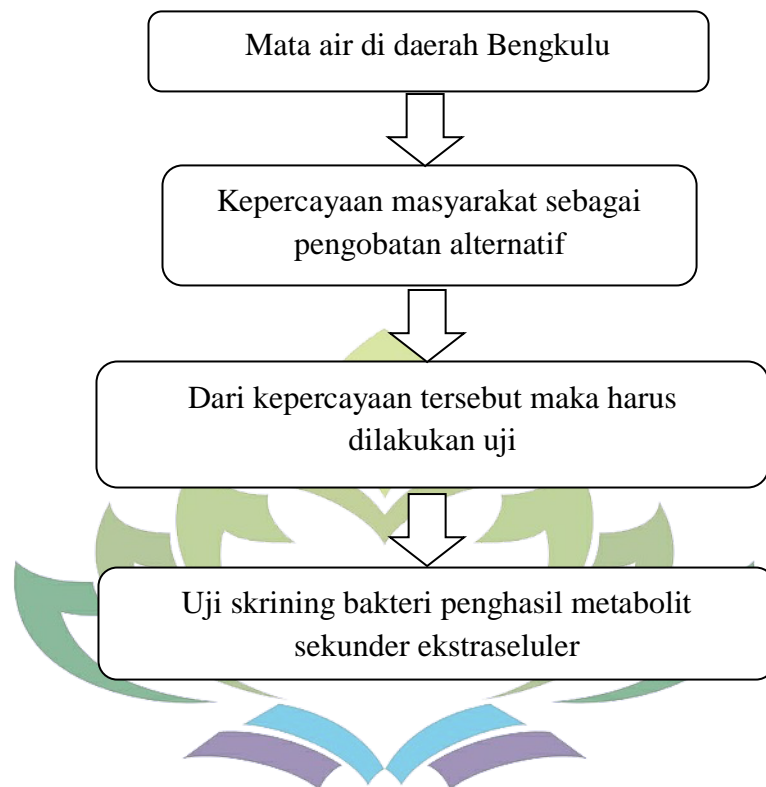 Mata air di daerah Bengkulu
Kepercayaan masyarakat sebagai
pengobatan alternatif
Dari kepercayaan tersebut maka harus
dilakukan uji
Uji skrining bakteri penghasil metabolit
sekunder ekstraseluler